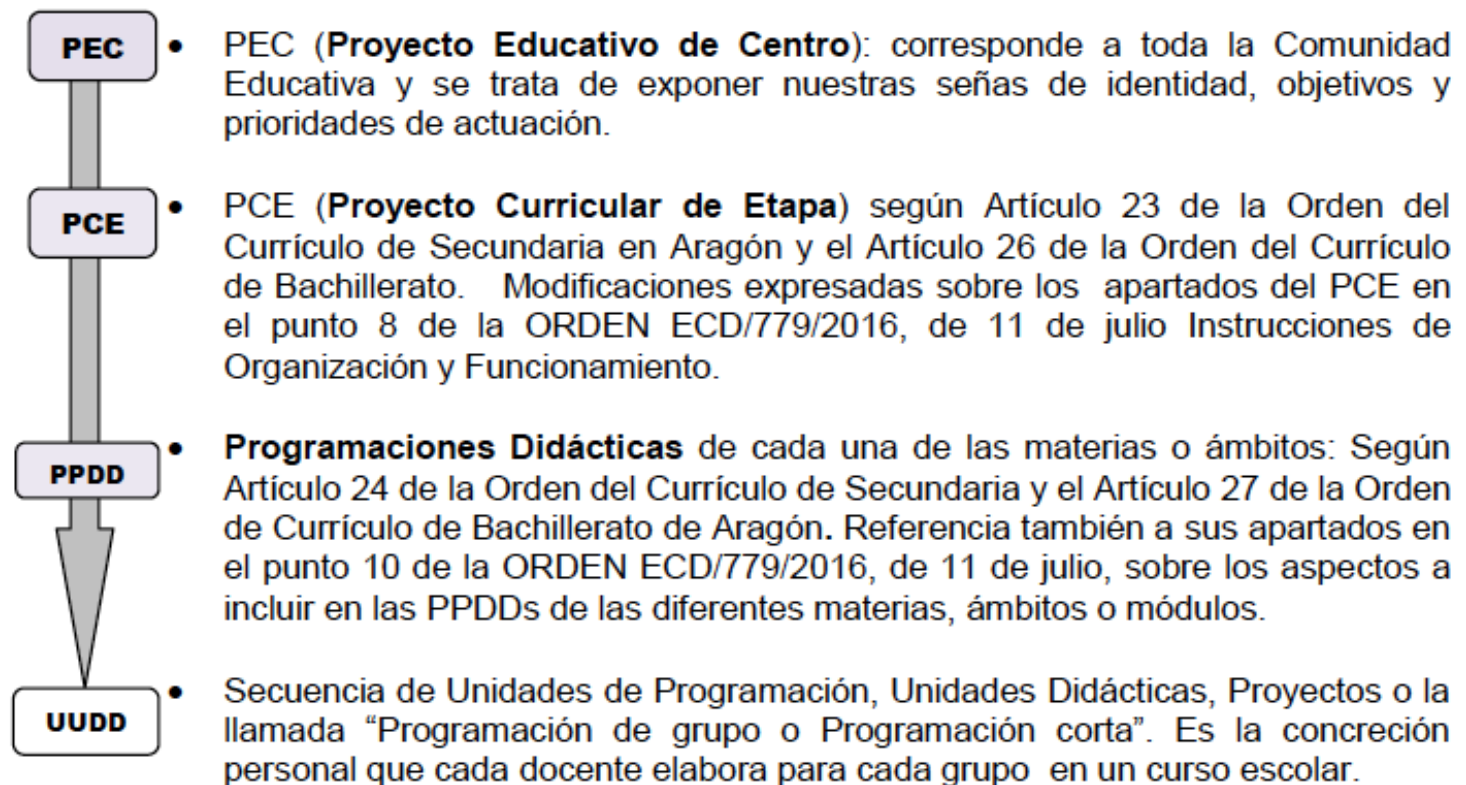 PEC
• PEC (Proyecto Educativo de Centro): corresponde a toda la Comunidad
Educativa y se trata de exponer nuestras señas de identidad, objetivos y
prioridades de actuación.
PCE
• PCE (Proyecto Curricular de Etapa) según Artículo 23 de la Orden del
Currículo de Secundaria en Aragón y el Artículo 26 de la Orden del Currículo
de Bachillerato. Modificaciones expresadas sobre los apartados del PCE en
el punto 8 de la ORDEN ECD/779/2016, de 11 de julio Instrucciones de
Organización y Funcionamiento.
PPDD
• Programaciones Didácticas de cada una de las materias o ámbitos: Según
Artículo 24 de la Orden del Currículo de Secundaria y el Artículo 27 de la Orden
de Currículo de Bachillerato de Aragón. Referencia también a sus apartados en
el punto 10 de la ORDEN ECD/779/2016, de 11 de julio, sobre los aspectos a
incluir en las PPDDs de las diferentes materias, ámbitos o módulos.
UUDD
• Secuencia de Unidades de Programación, Unidades Didácticas, Proyectos o la
llamada “Programación de grupo o Programación corta”. Es la concreción
personal que cada docente elabora para cada grupo en un curso escolar.